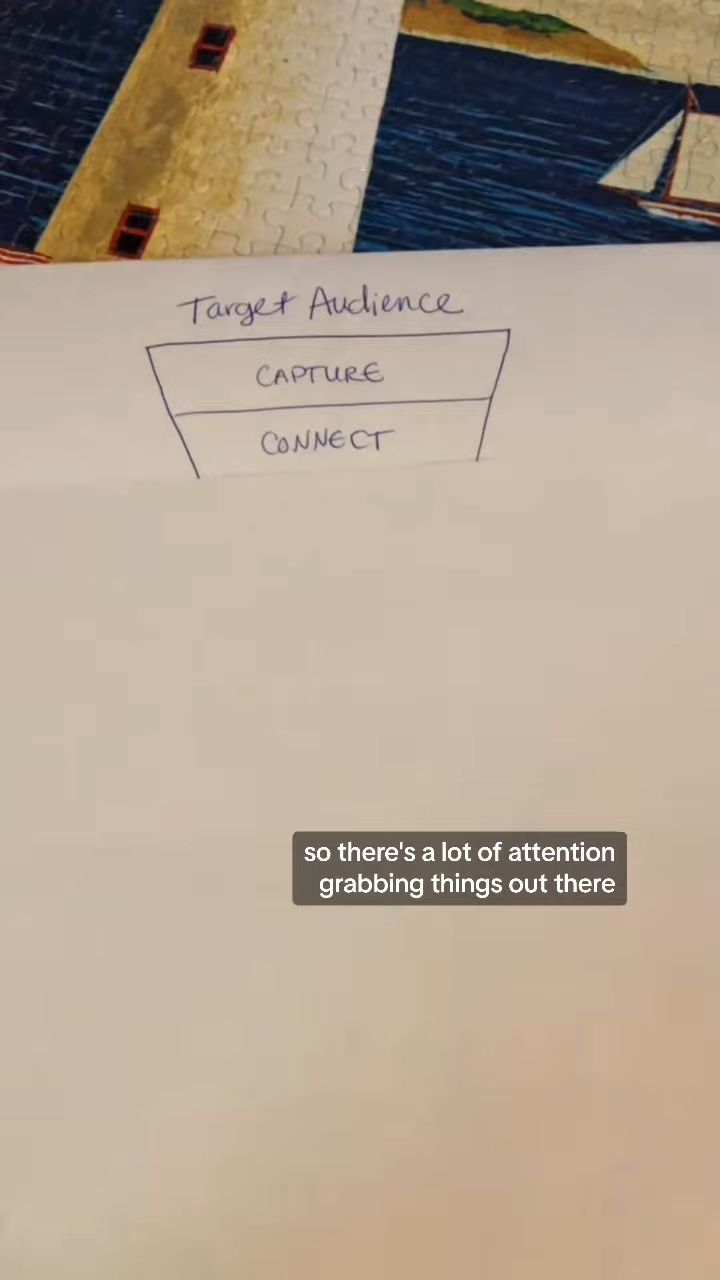 Target Audience
CAPTURE
CONNECT
so there's a lot of attention
grabbing things out there